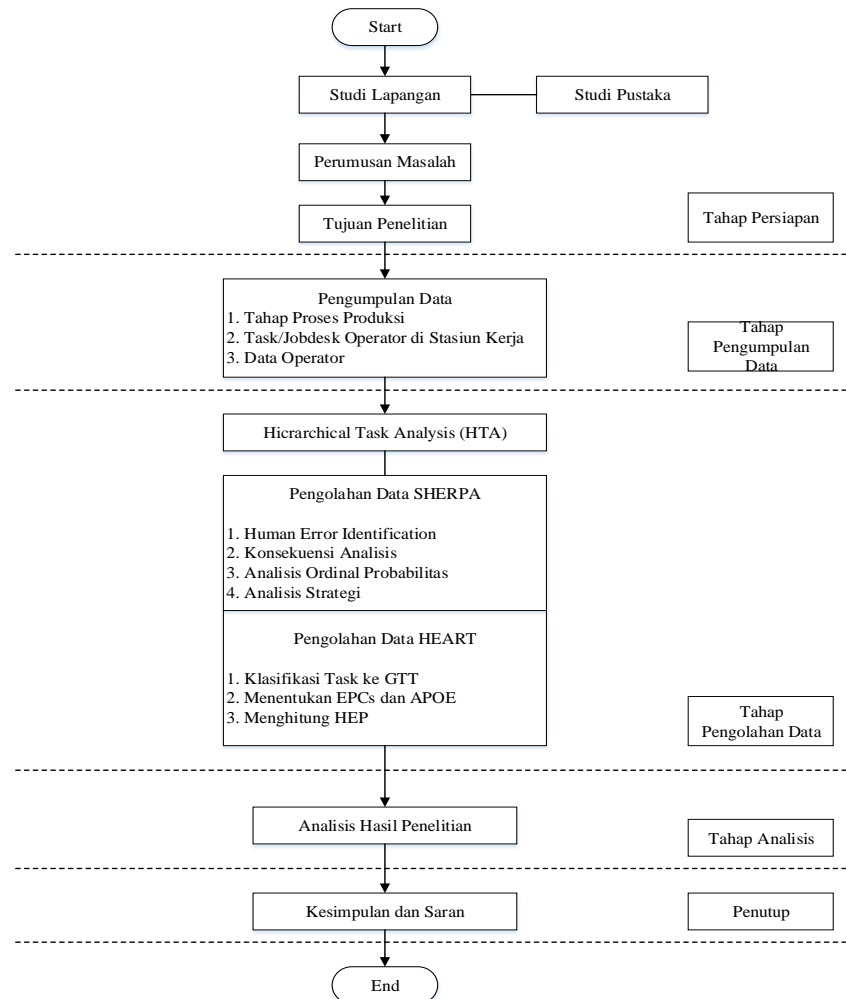 Start
Studi Lapangan
Studi Pustaka
Perumusan Masalah
Tujuan Penelitian
Tahap Persiapan
Pengumpulan Data
1. Tahap Proses Produksi
2. Task/Jobdesk Operator di Stasiun Kerja
3. Data Operator
Tahap
Pengumpulan
Data
Hicrarchical Task Analysis (HTA)
Pengolahan Data SHERPA
1. Human Error Identification
2. Konsekuensi Analisis
3. Analisis Ordinal Probabilitas
4. Analisis Strategi
Pengolahan Data HEART
1. Klasifikasi Task ke GTT
2. Menentukan EPCs dan APOE
3. Menghitung HEP
Tahap
Pengolahan Data
Analisis Hasil Penelitian
Tahap Analisis
Kesimpulan dan Saran
Penutup
End